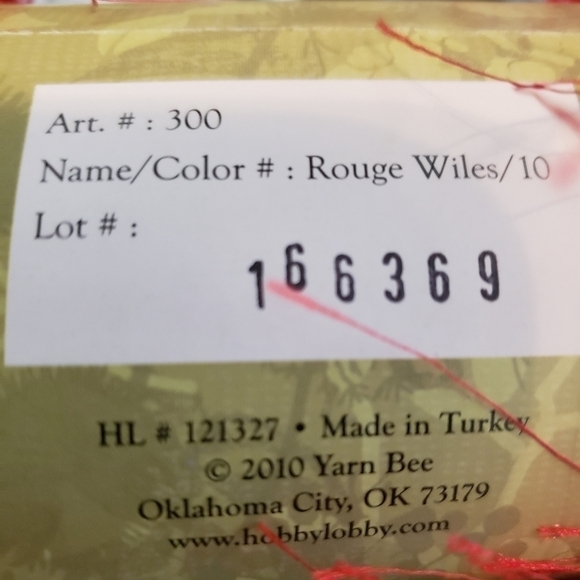 Art. # : 300
Name/Color # : Rouge Wiles/10
Lot # :
166369
HL # 121327 • Made in Turkey
© 2010 Yarn Bee
Oklahoma City, OK 73179
www.hobbylobby.com